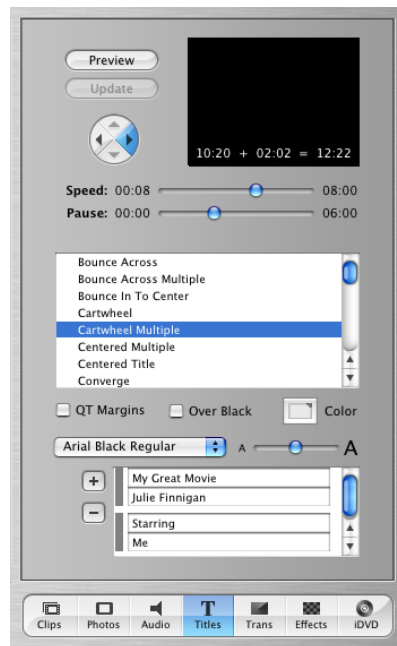 Preview
Update
10:20 + 02:02 = 12:22
Speed: 00:08 08:00
Pause: 00:00 06:00
Bounce Across
Bounce Across Multiple
Bounce In To Center
Cartwheel
Cartwheel Multiple
Centered Multiple
Centered Title
Converge
QT Margins Over Black Color
Arial Black Regular A A
+ My Great Movie
Julie Finnigan
− Starring
Me
T
Clips Photos Audio Titles Trans Effects iDVD